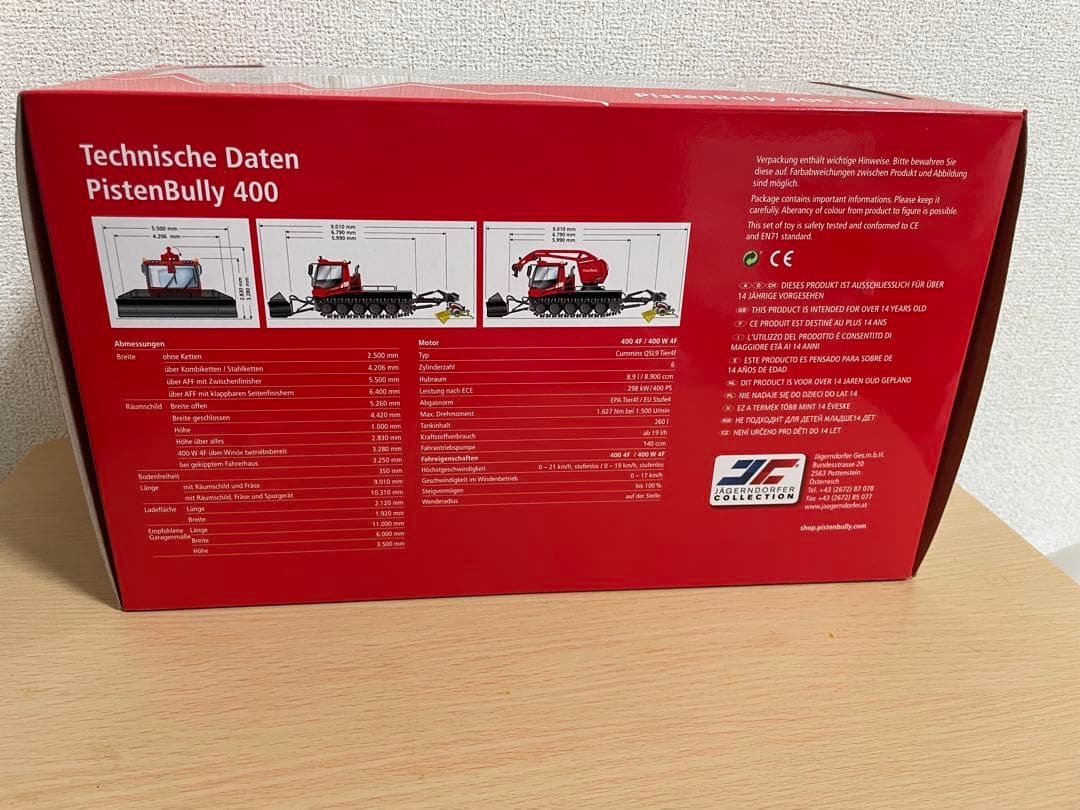 PistenBully 400 1:32
Technische Daten
PistenBully 400
5.500 mm
4.206 mm
2.830 mm
3.280 mm
9.010 mm
6.790 mm
5.990 mm
9.010 mm
6.790 mm
5.990 mm
Abmessungen
Breite ohne Ketten 2.500 mm
über Kombiketten / Stahlketten 4.206 mm
über AFF mit Zwischenfinisher 5.500 mm
über AFF mit klappbaren Seitenfinishern 6.400 mm
Räumschild Breite offen 5.260 mm
Breite geschlossen 4.420 mm
Höhe 1.000 mm
Höhe über alles 2.830 mm
400 W 4F über Winde betriebsbereit 3.280 mm
bei gekipptem Fahrerhaus 3.250 mm
Bodenfreiheit 350 mm
Länge mit Räumschild und Fräse 9.010 mm
mit Räumschild, Fräse und Spurgerät 10.310 mm
Ladefläche Länge 2.120 mm
Breite 1.920 mm
Empfohlene Garagenmaße Länge 11.000 mm
Breite 6.000 mm
Höhe 3.500 mm
Motor 400 4F / 400 W 4F
Typ Cummins QSL9 Tier4f
Zylinderzahl 6
Hubraum 8,9 l / 8.900 ccm
Leistung nach ECE 298 kW/400 PS
Abgasnorm EPA Tier4f / EU Stufe4
Max. Drehmoment 1.627 Nm bei 1.500 U/min
Tankinhalt 260 l
Kraftstoffverbrauch ab 19 l/h
Fahrantriebspumpe 140 ccm
Fahreigenschaften 400 4F / 400 W 4F
Höchstgeschwindigkeit 0 – 21 km/h, stufenlos / 0 – 19 km/h, stufenlos
Geschwindigkeit im Windenbetrieb 0 – 17 km/h
Steigvermögen bis 100 %
Wenderadius auf der Stelle
Verpackung enthält wichtige Hinweise. Bitte bewahren Sie
diese auf. Farbabweichungen zwischen Produkt und Abbildung
sind möglich.
Package contains important informations. Please keep it
carefully. Aberancy of colour from product to figure is possible.
This set of toy is safety tested and conformed to CE
and EN71 standard.
CE
A D CH DIESES PRODUKT IST AUSSCHLIESSLICH FÜR ÜBER
14 JÄHRIGE VORGESEHEN
GB THIS PRODUCT IS INTENDED FOR OVER 14 YEARS OLD
F CE PRODUIT EST DESTINÉ AU PLUS 14 ANS
I L'UTILIZZO DEL PRODOTTO É CONSENTITO DI
MAGGIORE ETÀ AI 14 ANNI
E ESTE PRODUCTO ES PENSADO PARA SOBRE DE
14 AÑOS DE EDAD
NL DIT PRODUCT IS VOOR OVER 14 JAREN OUD GEPLAND
PL NIE NADAJE SIĘ DO DZIECI DO LAT 14
H EZ A TERMÉK TÖBB MINT 14 ÉVESKE
RUS НЕ ПОДХОДИТ ДЛЯ ДЕТЕЙ МЛАДШЕ14 ДЕТ
CZ NENÍ URČENO PRO DĚTI DO 14 LET
JC
JÄGERNDORFER
COLLECTION
Jägerndorfer Ges.m.b.H.
Bundesstrasse 20
2563 Pottenstein
Österreich
Tel. +43 (2672) 87 078
Fax +43 (2672) 85 077
www.jaegerndorfer.at
shop.pistenbully.com